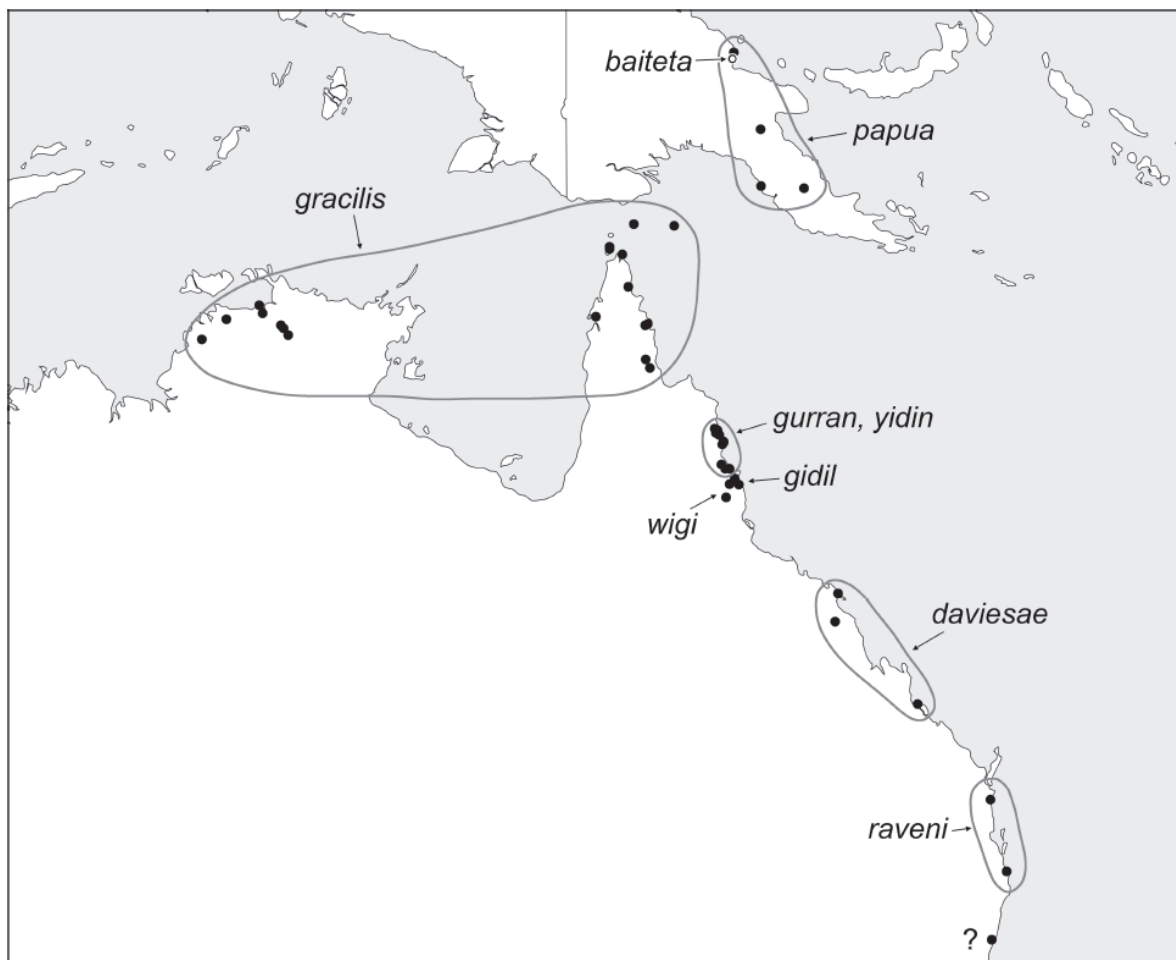 baiteta
papua
gracilis
gurran, yidin
gidil
wigi
daviesae
raveni
?